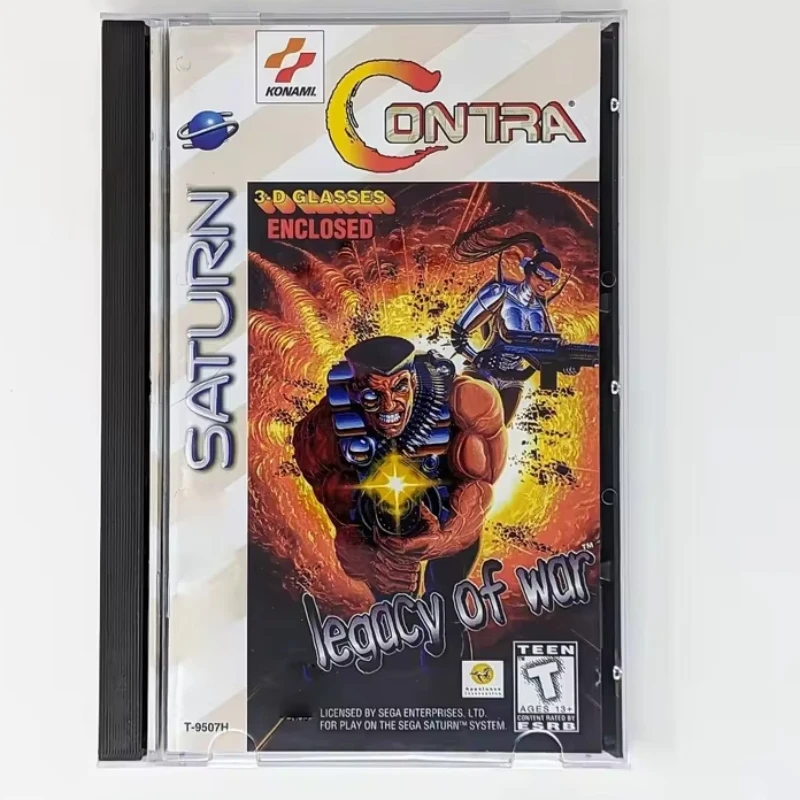 KONAMI
CONTRA®
SATURN
3-D GLASSES
ENCLOSED
legacy of war™
TEEN
T
AGES 13+
CONTENT RATED BY
ESRB
LICENSED BY SEGA ENTERPRISES, LTD.
FOR PLAY ON THE SEGA SATURN™ SYSTEM.
T-9507H